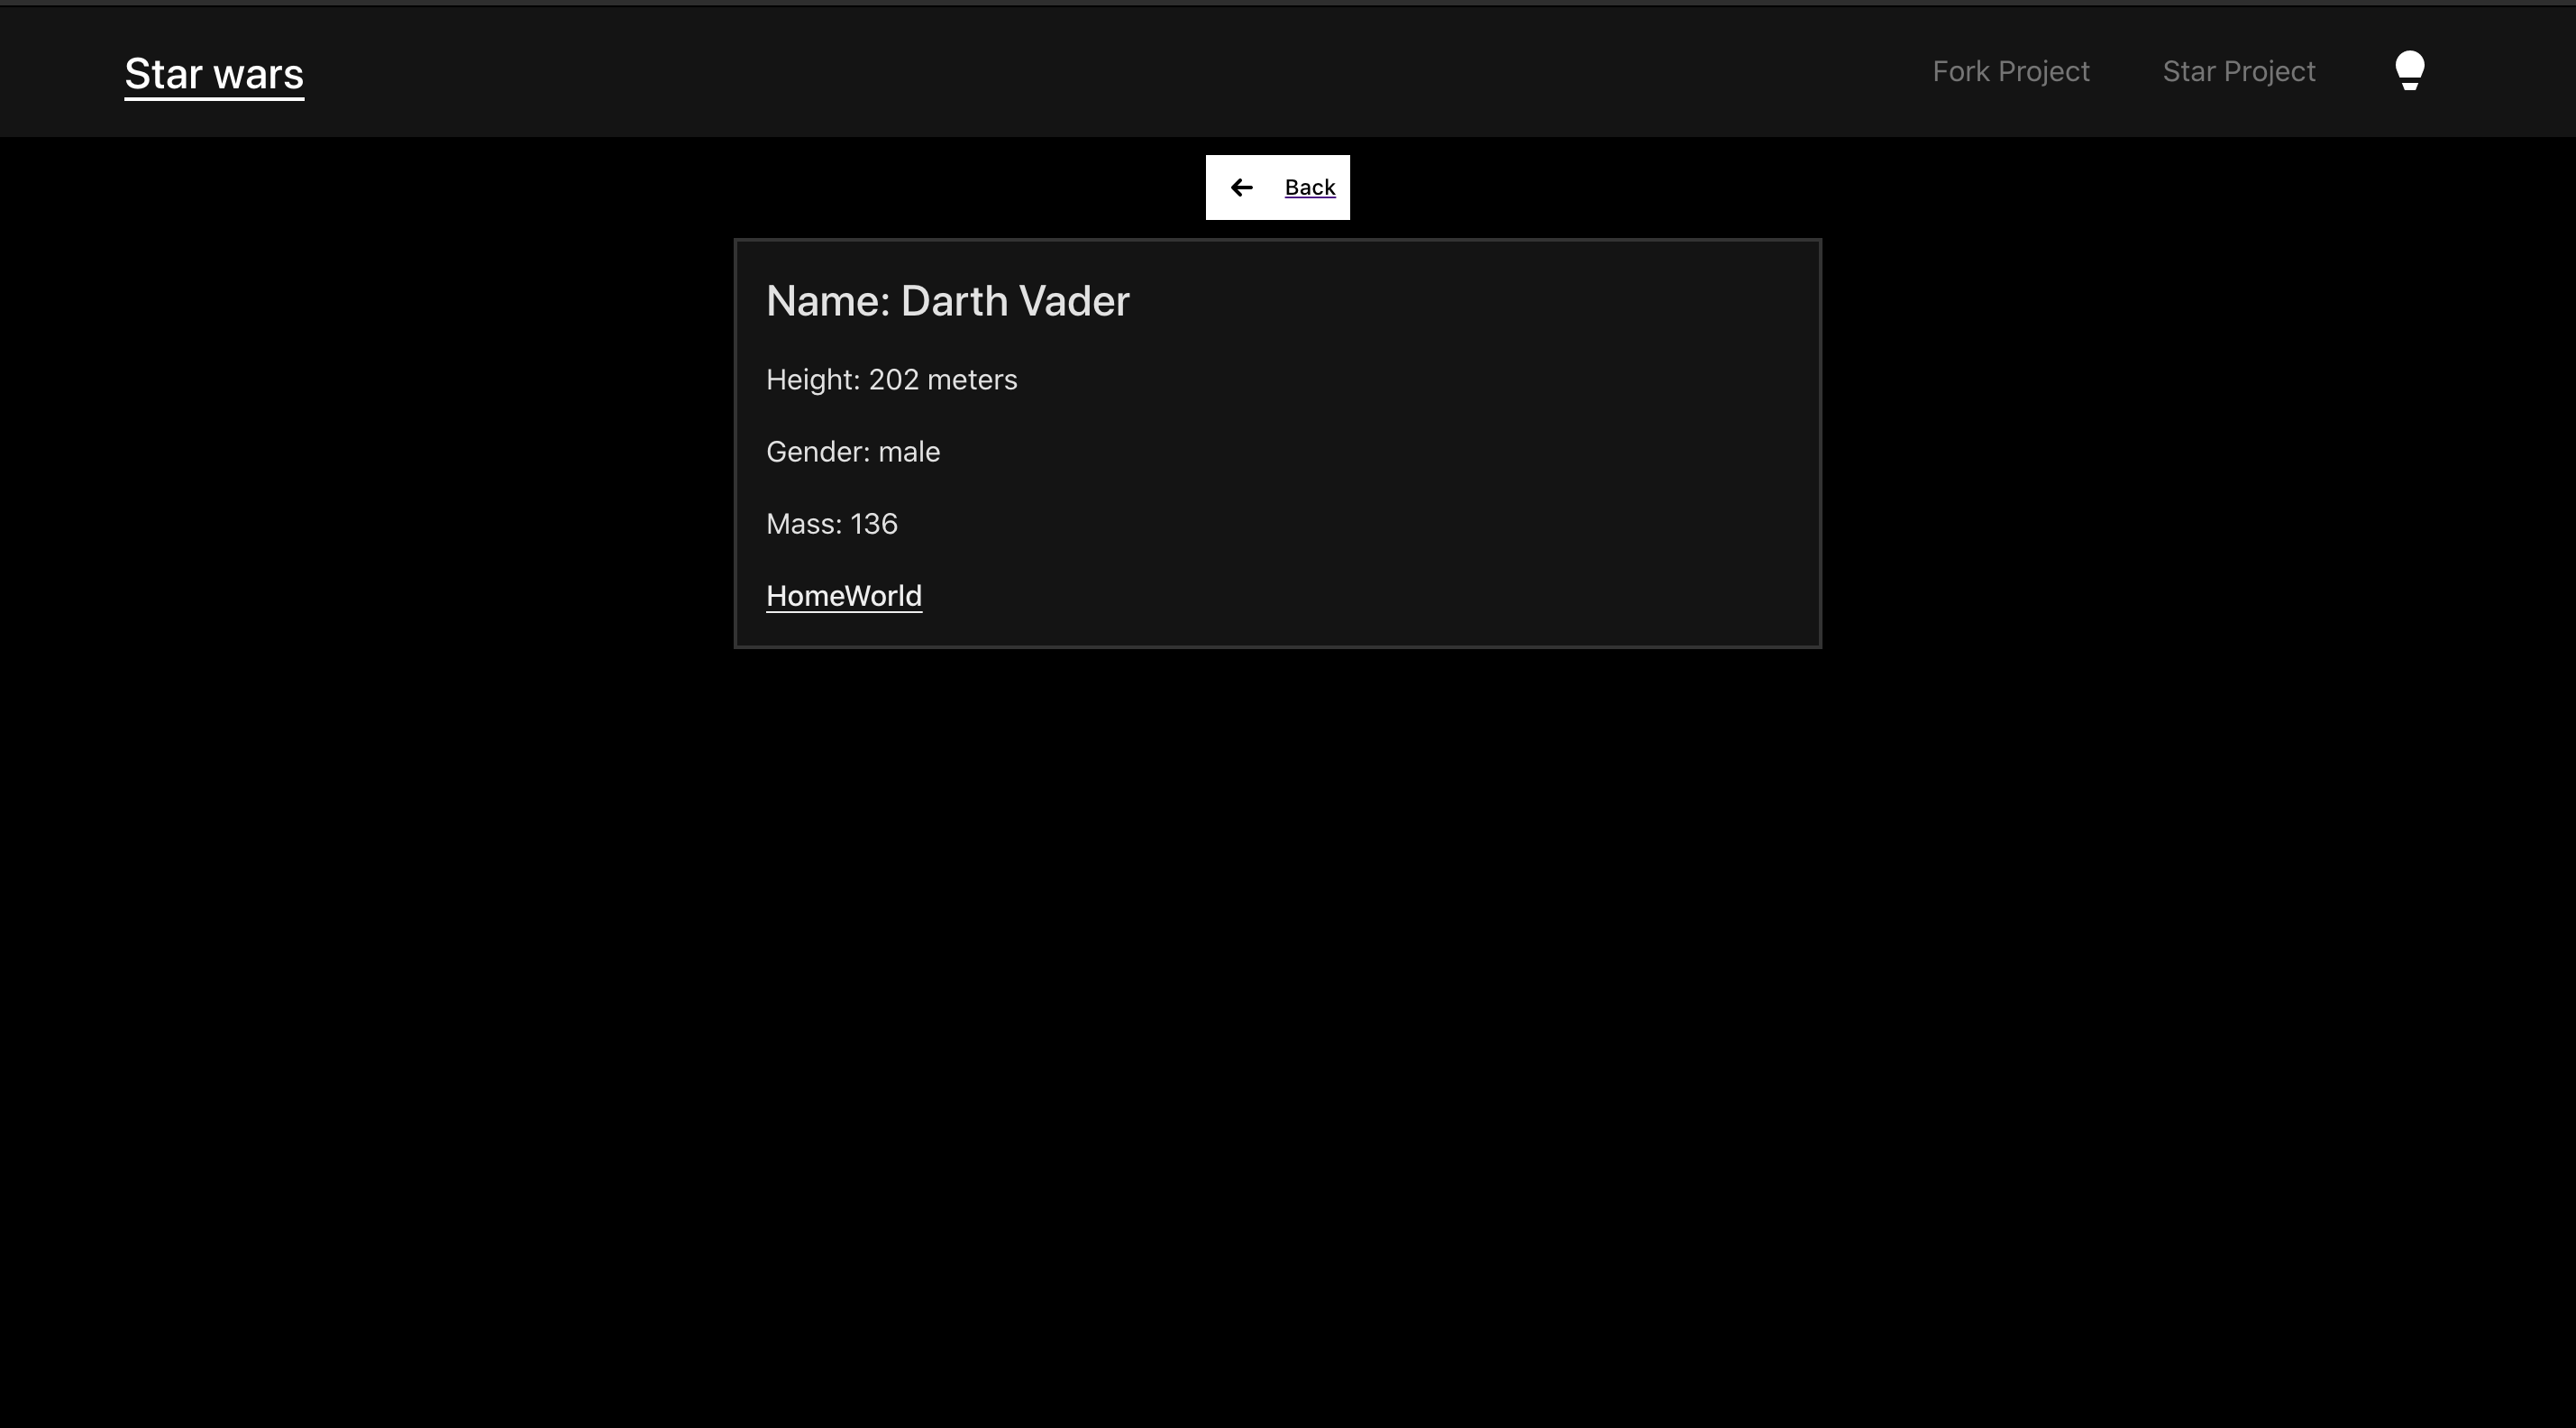 Star wars
Fork Project
Star Project
Back
Name: Darth Vader
Height: 202 meters
Gender: male
Mass: 136
HomeWorld